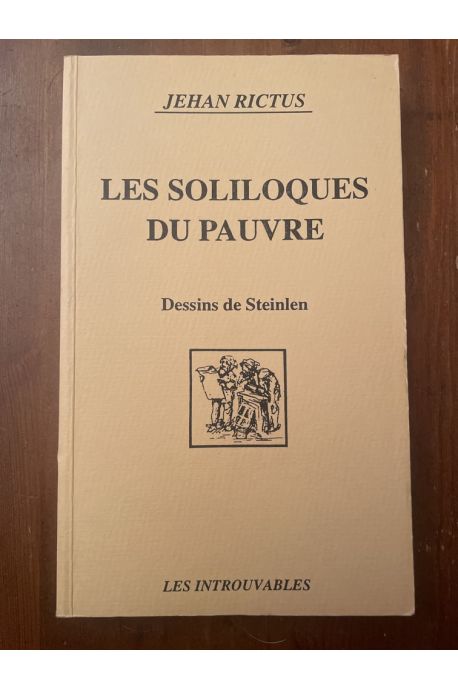 JEHAN RICTUS
LES SOLILOQUES
DU PAUVRE
Dessins de Steinlen
LES INTROUVABLES